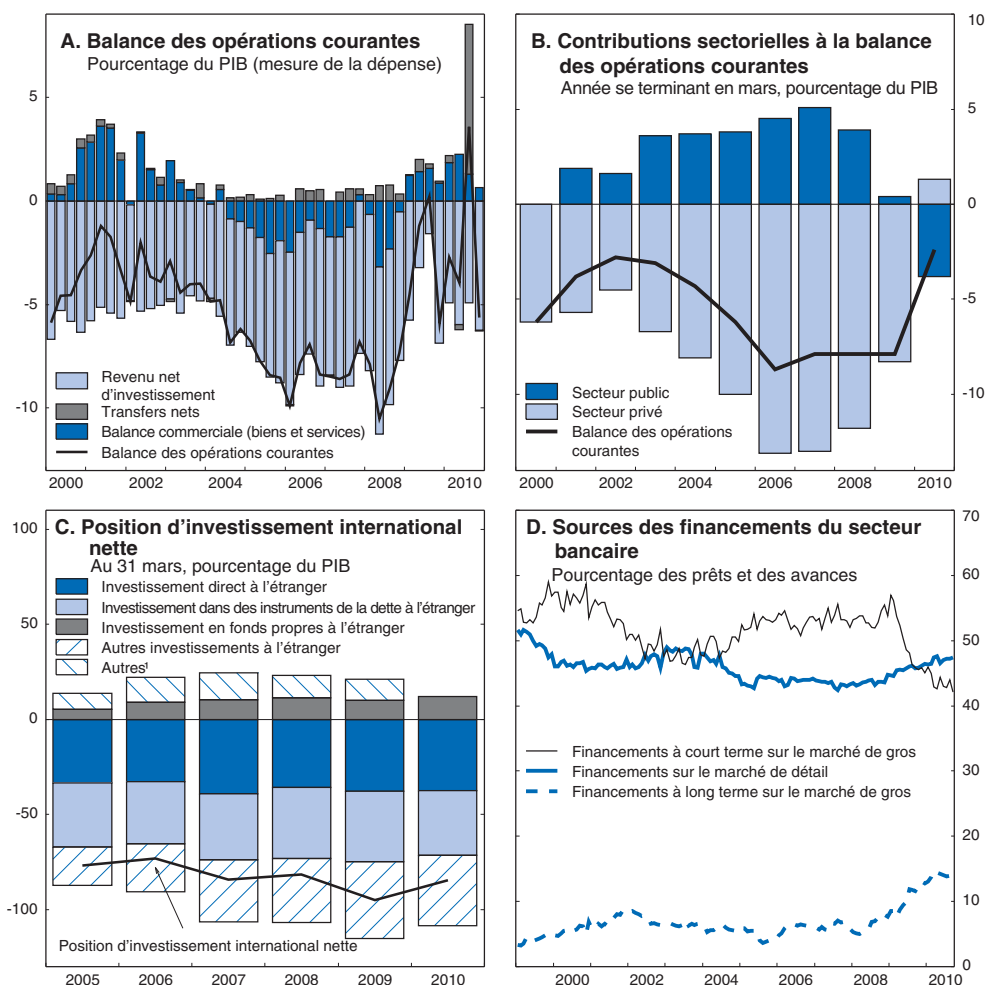 A. Balance des opérations courantes
Pourcentage du PIB (mesure de la dépense)
5
0
-5
-10
Revenu net
d'investissement
Transfers nets
Balance commerciale (biens et services)
Balance des opérations courantes
2000 2002 2004 2006 2008 2010
B. Contributions sectorielles à la balance
des opérations courantes
Année se terminant en mars, pourcentage du PIB
10
5
0
-5
-10
Secteur public
Secteur privé
Balance des opérations
courantes
2000 2002 2004 2006 2008 2010
C. Position d'investissement international
nette
Au 31 mars, pourcentage du PIB
100
50
0
-50
-100
Investissement direct à l'étranger
Investissement dans des instruments de la dette à l'étranger
Investissement en fonds propres à l'étranger
Autres investissements à l'étranger
Autres¹
Position d'investissement international nette
2005 2006 2007 2008 2009 2010
D. Sources des financements du secteur
bancaire
Pourcentage des prêts et des avances
70
60
50
40
30
20
10
0
Financements à court terme sur le marché de gros
Financements sur le marché de détail
Financements à long terme sur le marché de gros
2000 2002 2004 2006 2008 2010